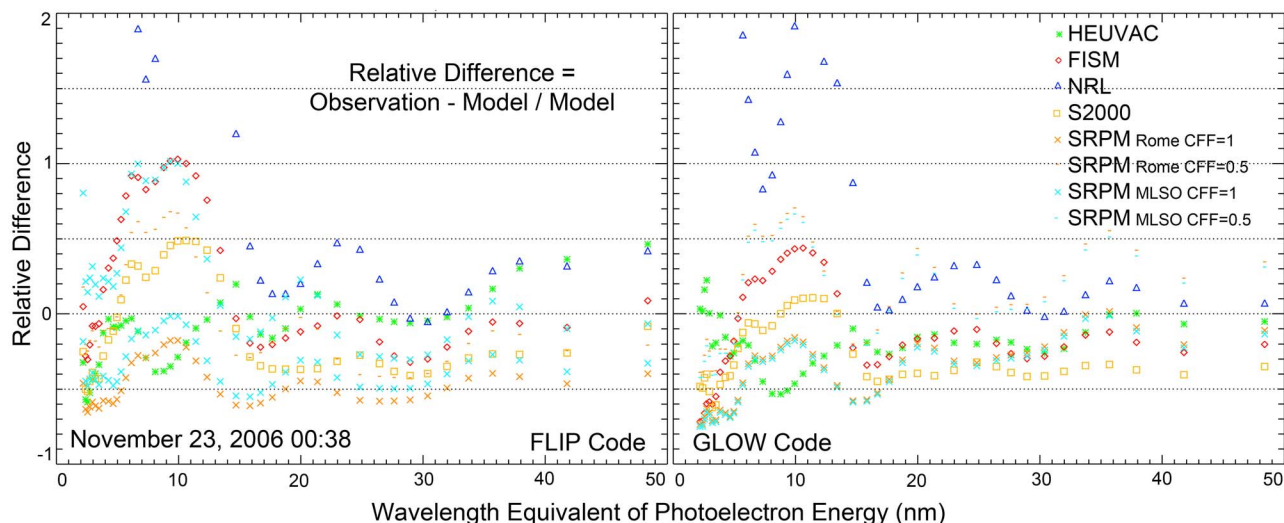 Relative Difference
2
1
0
-1
Relative Difference =
Observation - Model / Model
November 23, 2006 00:38
FLIP Code
0 10 20 30 40 50
HEUVAC
FISM
NRL
S2000
SRPM Rome CFF=1
SRPM Rome CFF=0.5
SRPM MLSO CFF=1
SRPM MLSO CFF=0.5
GLOW Code
0 10 20 30 40 50
Wavelength Equivalent of Photoelectron Energy (nm)